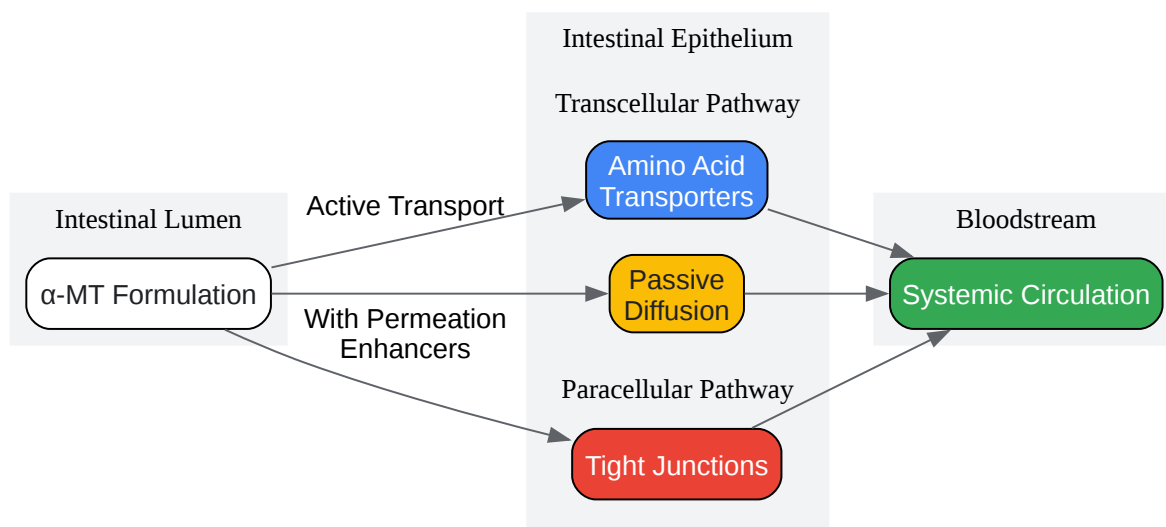 Intestinal Lumen
α-MT Formulation
Active Transport
With Permeation
Enhancers
Intestinal Epithelium
Transcellular Pathway
Amino Acid
Transporters
Passive
Diffusion
Paracellular Pathway
Tight Junctions
Bloodstream
Systemic Circulation